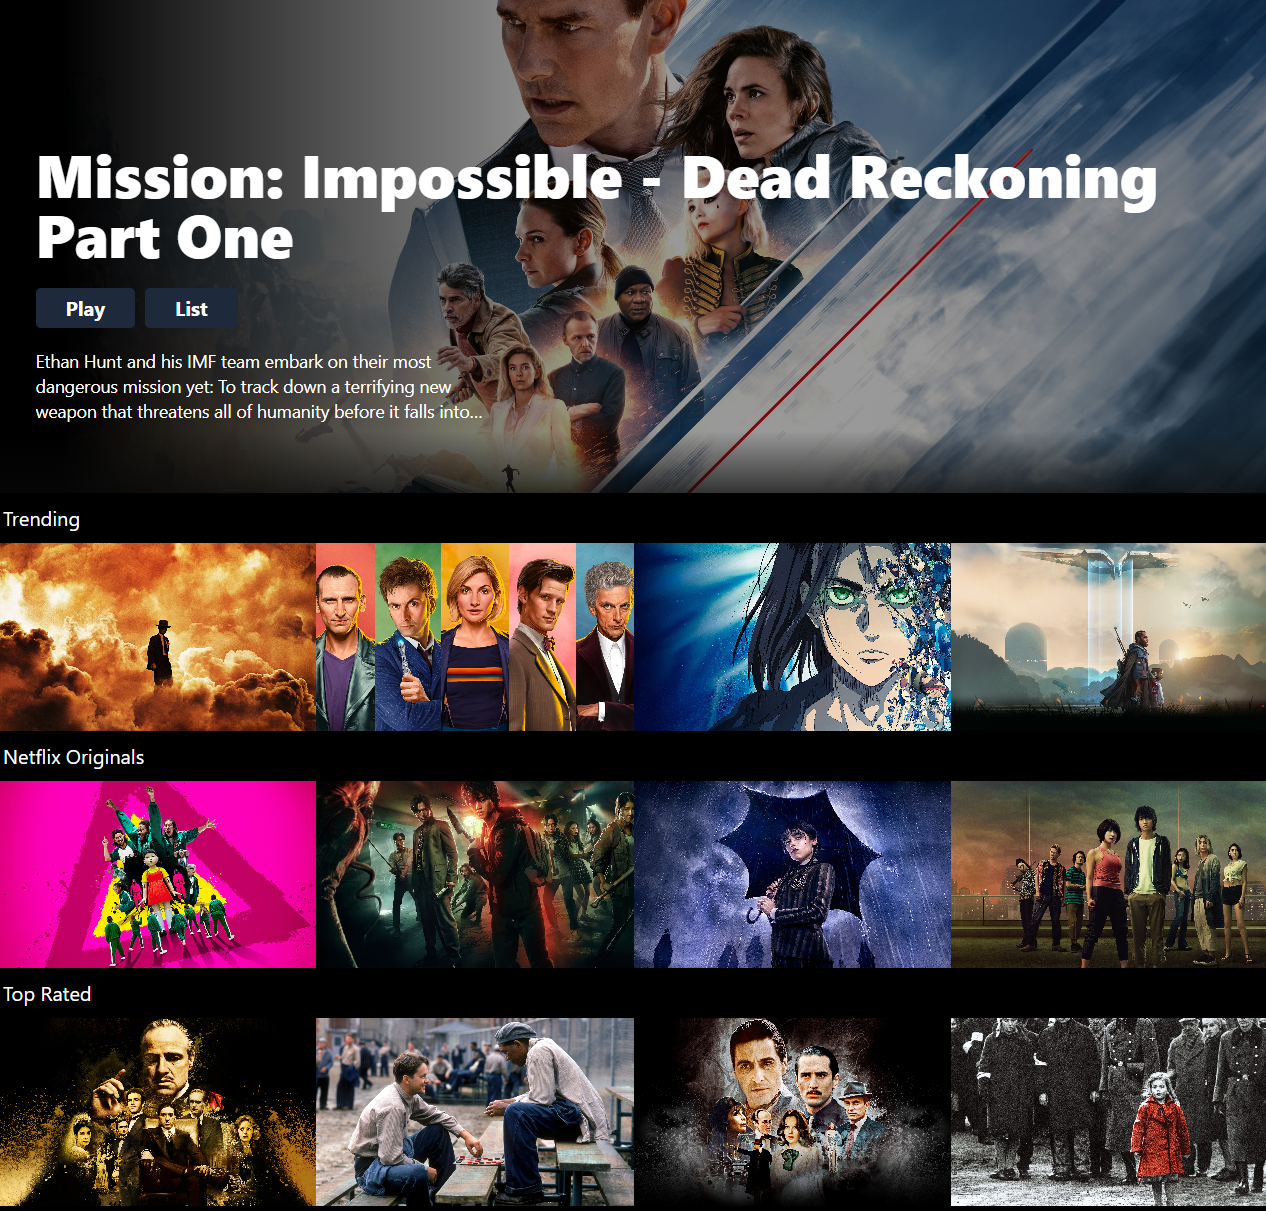 Mission: Impossible - Dead Reckoning
Part One
Play
List
Ethan Hunt and his IMF team embark on their most
dangerous mission yet: To track down a terrifying new
weapon that threatens all of humanity before it falls into...
Trending
Netflix Originals
Top Rated